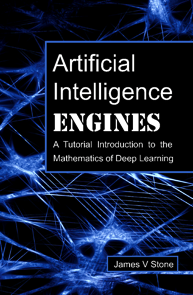 Artificial
Intelligence
ENGINES
A Tutorial Introduction to the
Mathematics of Deep Learning
James V Stone